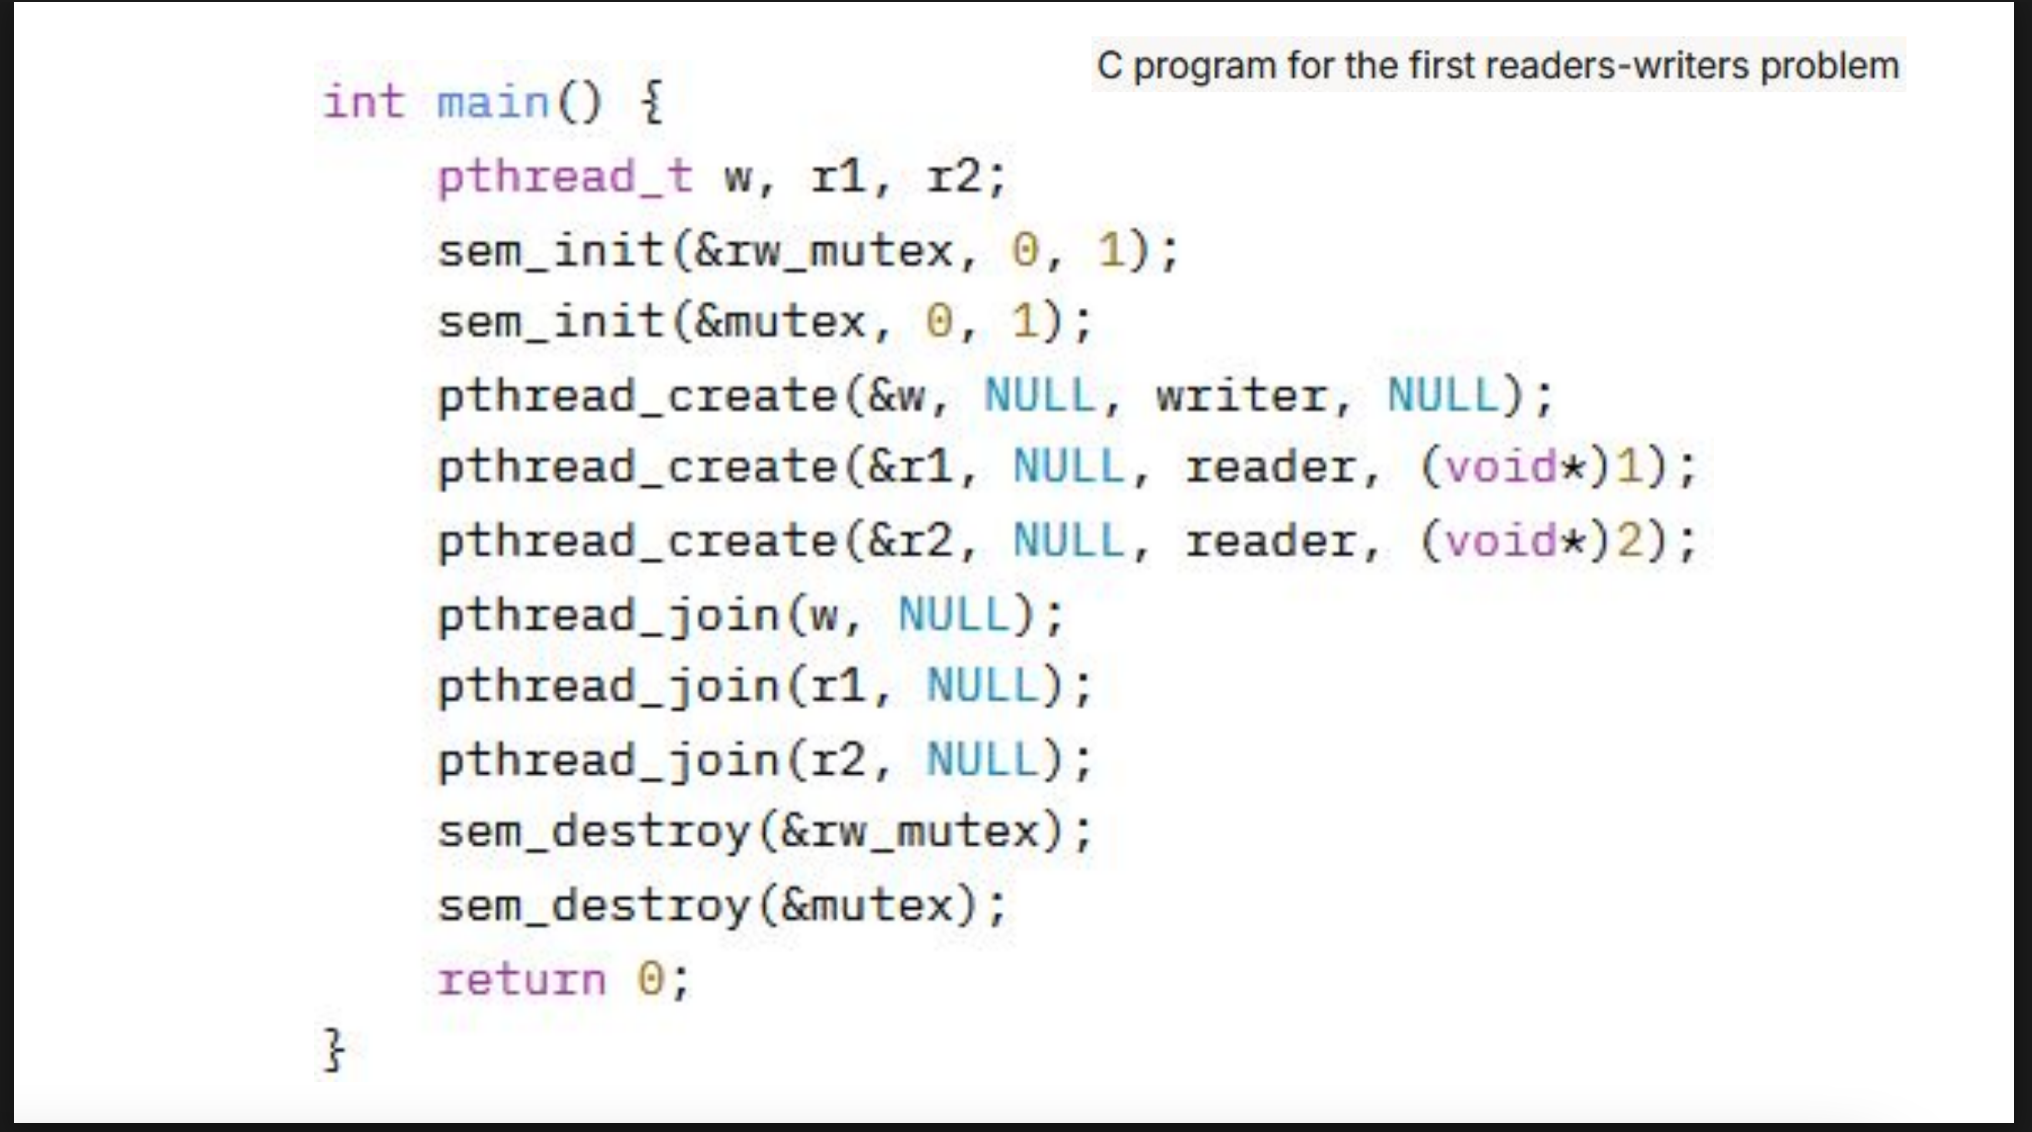 C program for the first readers-writers problem
int main() {
    pthread_t w, r1, r2;
    sem_init(&rw_mutex, 0, 1);
    sem_init(&mutex, 0, 1);
    pthread_create(&w, NULL, writer, NULL);
    pthread_create(&r1, NULL, reader, (void*)1);
    pthread_create(&r2, NULL, reader, (void*)2);
    pthread_join(w, NULL);
    pthread_join(r1, NULL);
    pthread_join(r2, NULL);
    sem_destroy(&rw_mutex);
    sem_destroy(&mutex);
    return 0;
}